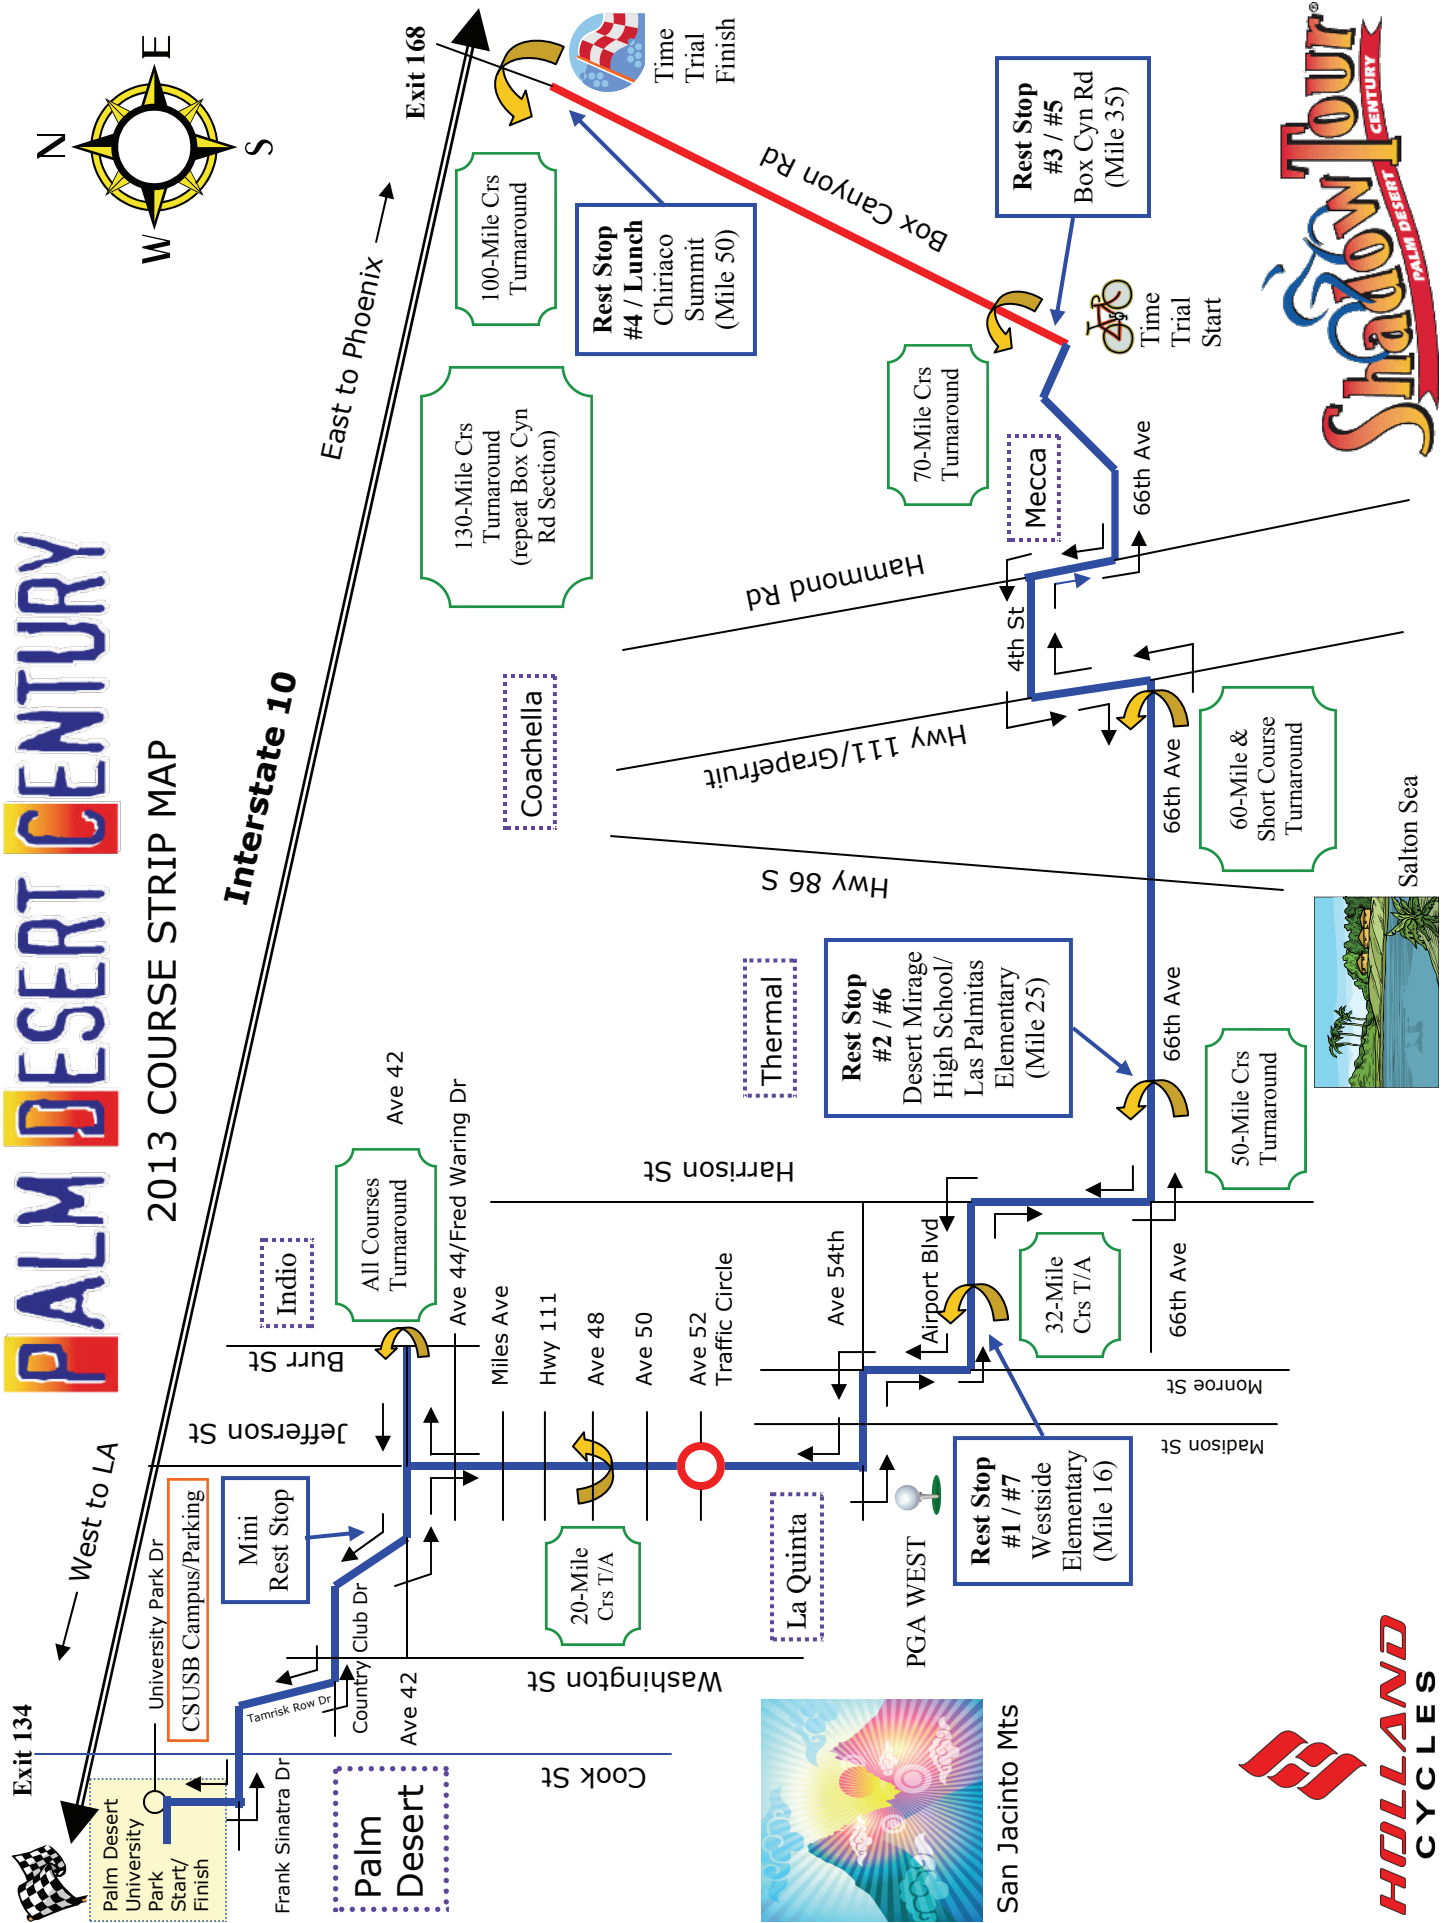 PALM DESERT CENTURY
2013 COURSE STRIP MAP
N
E
S
W
Exit 134
West to LA
Interstate 10
East to Phoenix
Exit 168
Palm Desert
University
Park
Start/
Finish
University Park Dr
CSUSB Campus/Parking
Frank Sinatra Dr
Cook St
Palm
Desert
Tamrisk Row Dr
Country Club Dr
Ave 42
Washington St
Mini
Rest Stop
Jefferson St
Burr St
Indio
All Courses
Turnaround
Ave 42
Ave 44/Fred Waring Dr
Miles Ave
Hwy 111
Ave 48
Ave 50
Ave 52
Traffic Circle
20-Mile
Crs T/A
La Quinta
PGA WEST
San Jacinto Mts
Ave 54th
Airport Blvd
Madison St
Monroe St
Rest Stop
#1 / #7
Westside
Elementary
(Mile 16)
32-Mile
Crs T/A
Harrison St
66th Ave
Thermal
Rest Stop
#2 / #6
Desert Mirage
High School/
Las Palmitas
Elementary
(Mile 25)
66th Ave
50-Mile Crs
Turnaround
Salton Sea
Hwy 86 S
Coachella
Hwy 111/Grapefruit
66th Ave
60-Mile &
Short Course
Turnaround
4th St
Hammond Rd
Mecca
66th Ave
70-Mile Crs
Turnaround
Time
Trial
Start
Rest Stop
#3 / #5
Box Cyn Rd
(Mile 35)
Box Canyon Rd
130-Mile Crs
Turnaround
(repeat Box Cyn
Rd Section)
100-Mile Crs
Turnaround
Rest Stop
#4 / Lunch
Chiriaco
Summit
(Mile 50)
Time
Trial
Finish
HOLLAND
CYCLES
Shadow Tour®
PALM DESERT CENTURY